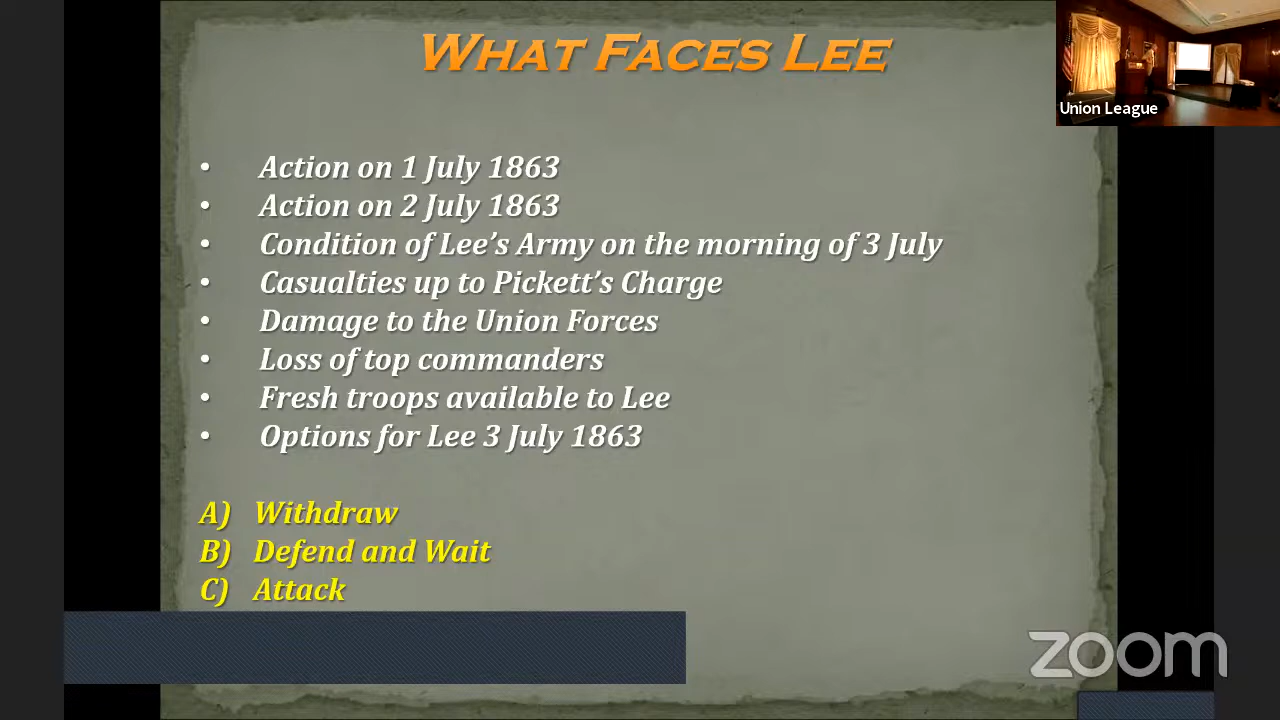 What Faces Lee
Union League
• Action on 1 July 1863
• Action on 2 July 1863
• Condition of Lee’s Army on the morning of 3 July
• Casualties up to Pickett’s Charge
• Damage to the Union Forces
• Loss of top commanders
• Fresh troops available to Lee
• Options for Lee 3 July 1863
A) Withdraw
B) Defend and Wait
C) Attack
zoom